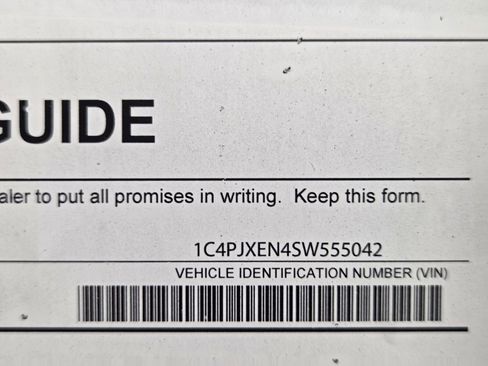 GUIDE
aler to put all promises in writing. Keep this form.
1C4PJXEN4SW555042
VEHICLE IDENTIFICATION NUMBER (VIN)